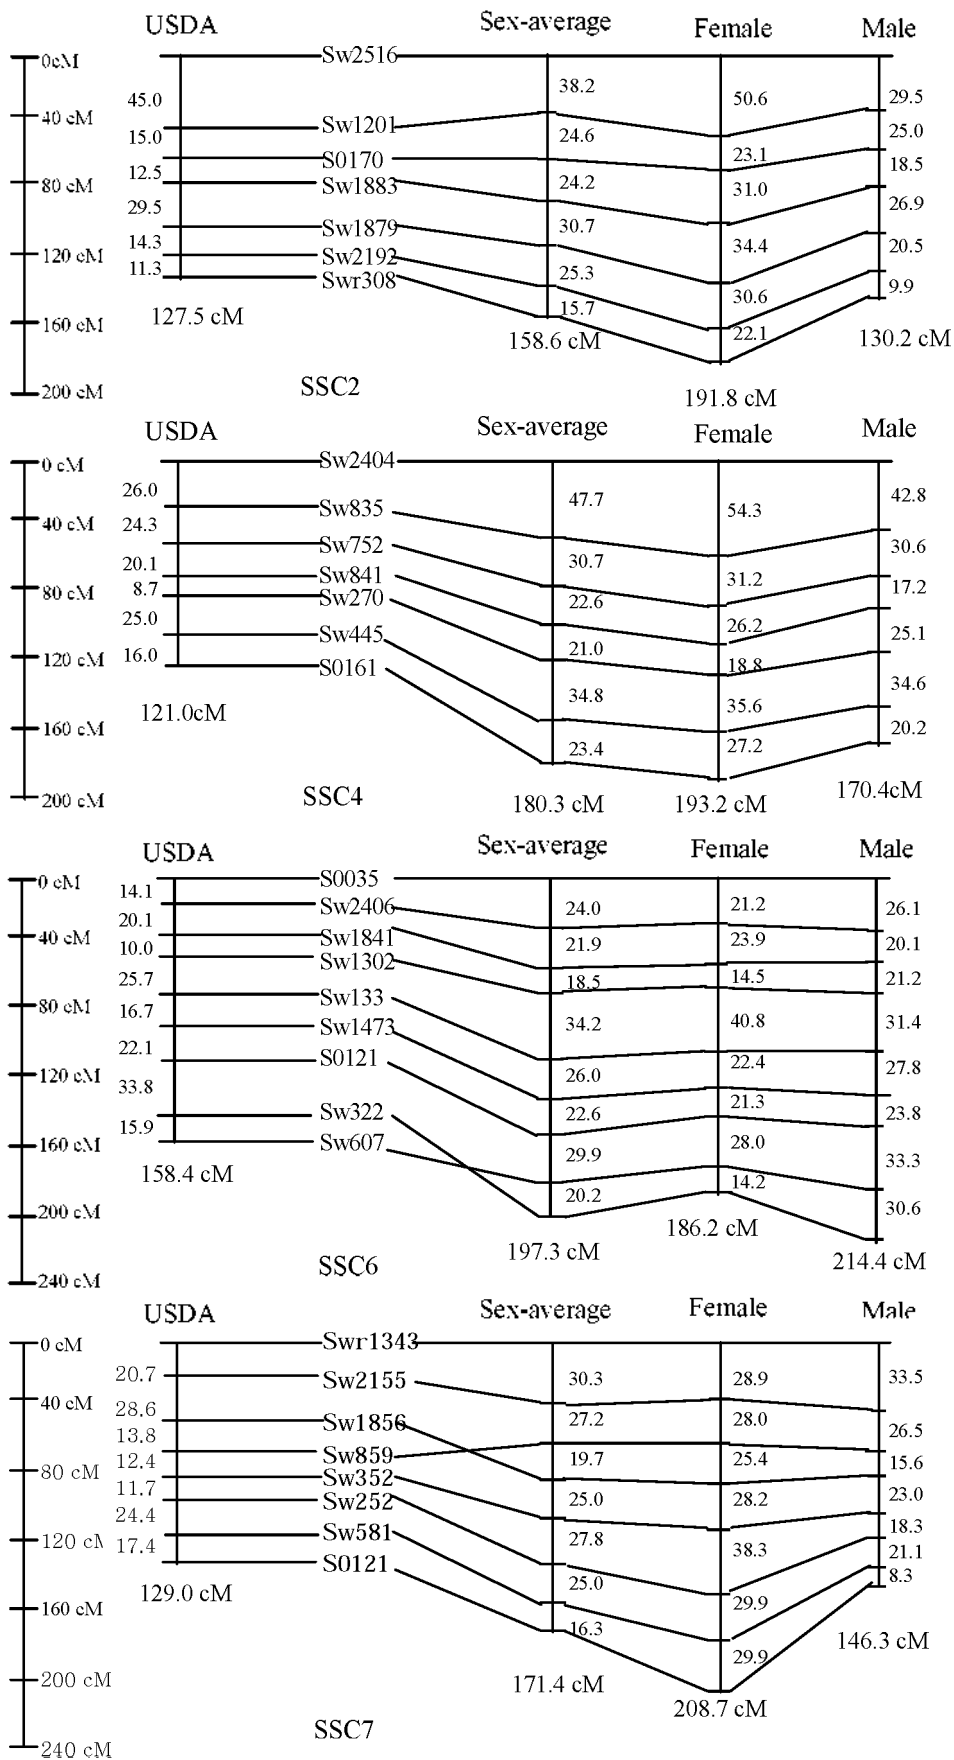 USDA Sex-average Female Male
0cM Sw2516
38.2 50.6 29.5
45.0
40 cM Sw1201
15.0 24.6 23.1 25.0
S0170
12.5 24.2 31.0 18.5
80 cM Sw1883
29.5 30.7 34.4 26.9
Sw1879
14.3 25.3 30.6 20.5
120 cM Sw2192
11.3 15.7 22.1 9.9
Swr308
127.5 cM 158.6 cM 191.8 cM 130.2 cM
160 cM
200 cM
SSC2
USDA Sex-average Female Male
0 cM Sw2404
26.0 47.7 54.3 42.8
Sw835
40 cM
24.3 30.7 31.2 30.6
Sw752
20.1 22.6 26.2 17.2
Sw841
80 cM
8.7 21.0 18.8 25.1
Sw270
25.0 34.8 35.6 34.6
Sw445
120 cM
16.0 23.4 27.2 20.2
S0161
121.0cM 180.3 cM 193.2 cM 170.4cM
160 cM
200 cM
SSC4
USDA Sex-average Female Male
0 cM S0035
14.1 24.0 21.2 26.1
Sw2406
20.1 21.9 23.9 20.1
40 cM Sw1841
10.0 18.5 14.5 21.2
Sw1302
25.7 34.2 40.8 31.4
Sw133
80 cM
16.7 26.0 22.4 27.8
Sw1473
22.1 22.6 21.3 23.8
S0121
120 cM
33.8 29.9 28.0 33.3
Sw322
15.9 20.2 14.2 30.6
Sw607
160 cM
158.4 cM 197.3 cM 186.2 cM 214.4 cM
200 cM
240 cM
SSC6
USDA Sex-average Female Male
0 cM Swr1343
20.7 30.3 28.9 33.5
Sw2155
40 cM
28.6 27.2 28.0 26.5
Sw1856
13.8 19.7 25.4 15.6
Sw859
12.4 25.0 28.2 23.0
80 cM Sw352
11.7 27.8 38.3 18.3
Sw252
24.4 25.0 29.9 21.1
Sw581
120 cM
17.4 16.3 29.9 8.3
S0121
129.0 cM 171.4 cM 208.7 cM 146.3 cM
160 cM
200 cM
240 cM
SSC7